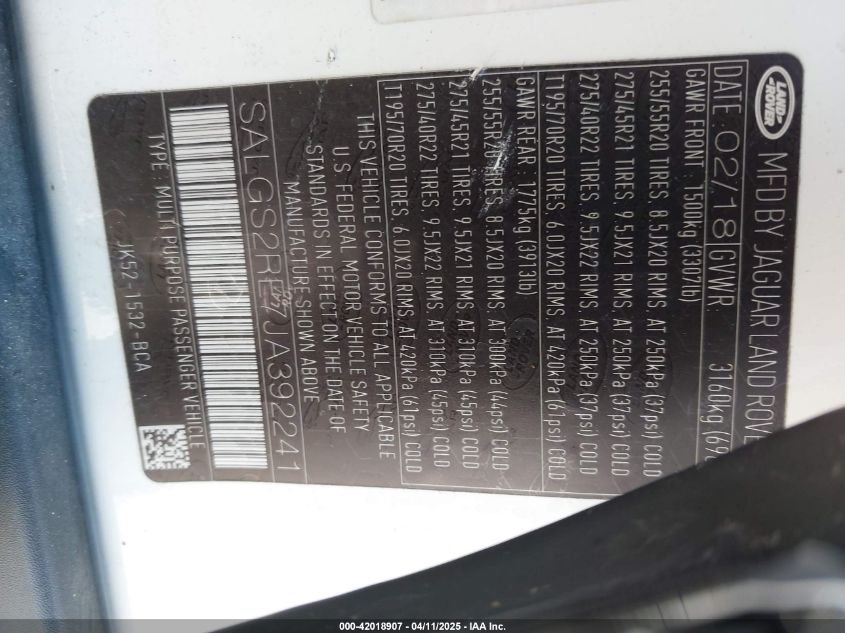 LAND ROVER
MFD BY JAGUAR LAND
DATE 02/18 GVWR 3160kg
GAWR FRONT : 1500kg (3307lb)
255/55R20 TIRES. 8.5JX20 RIMS. AT 250kPa (37psi) COLD
275/45R21 TIRES. 9.5JX21 RIMS. AT 250kPa (37psi) COLD
275/40R22 TIRES. 9.5JX22 RIMS. AT 250kPa (37psi) COLD
T195/70R20 TIRES. 6.0JX20 RIMS. AT 420kPa (61psi) COLD
GAWR REAR : 1775kg (3913lb)
255/55R20 TIRES. 8.5JX20 RIMS. AT 300kPa (44psi) COLD
275/45R21 TIRES. 9.5JX21 RIMS. AT 310kPa (45psi) COLD
275/40R22 TIRES. 9.5JX22 RIMS. AT 310kPa (45psi) COLD
T195/70R20 TIRES. 6.0JX20 RIMS. AT 420kPa (61psi) COLD
THIS VEHICLE CONFORMS TO ALL APPLICABLE
U.S. FEDERAL MOTOR VEHICLE SAFETY
STANDARDS IN EFFECT ON THE DATE OF
MANUFACTURE SHOWN ABOVE
SALGS2RE7JA392241
TYPE : MULTI PURPOSE PASSENGER VEHICLE
JK52-1532-BCA
000-42018907 - 04/11/2025 - IAA Inc.